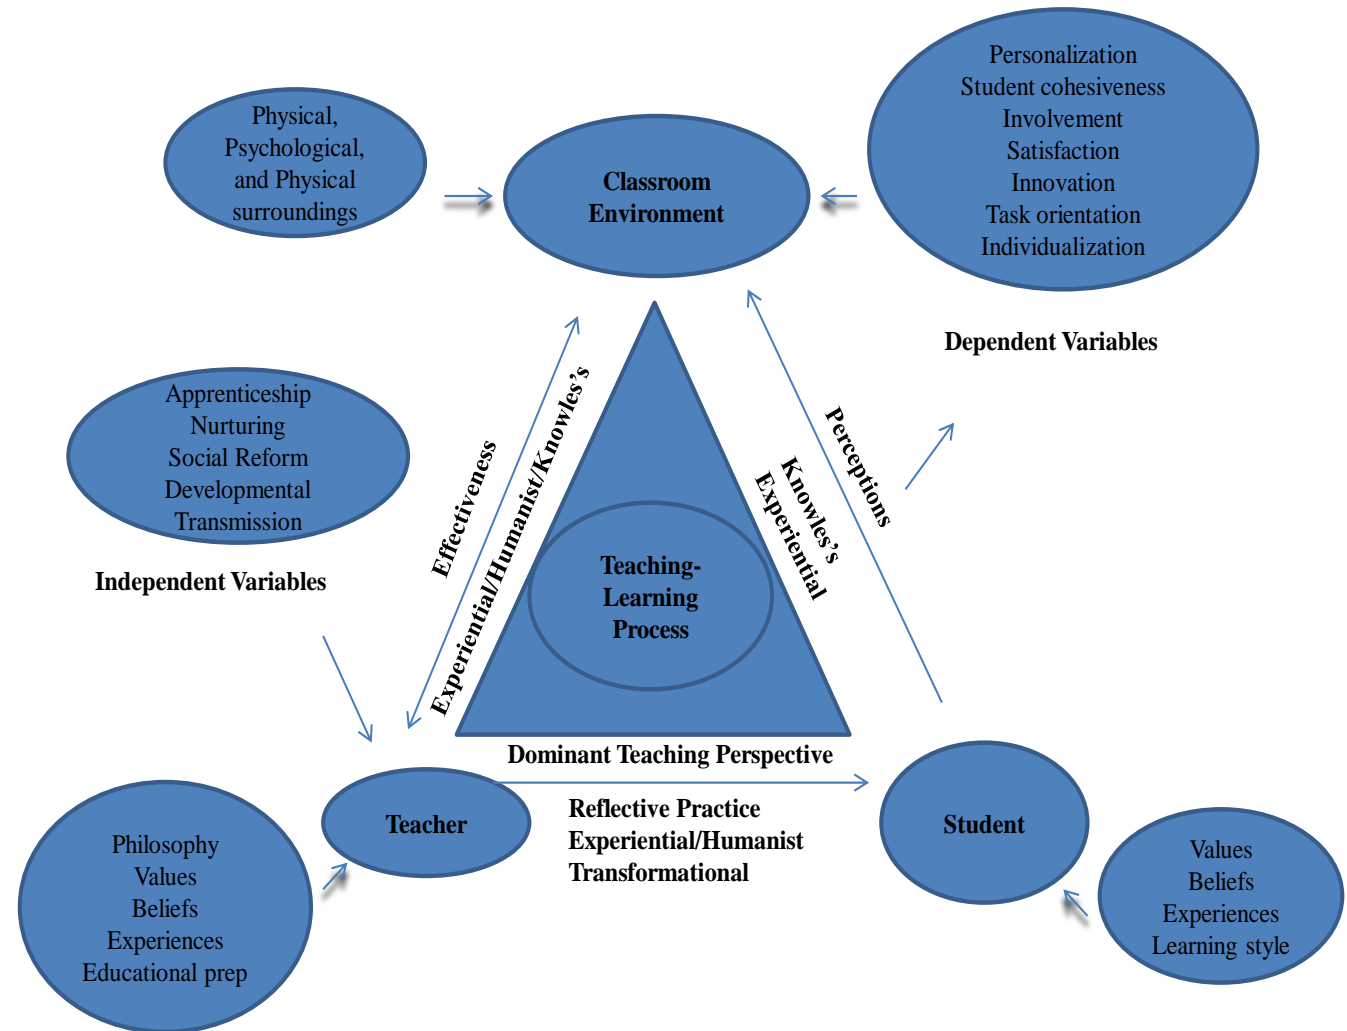 Physical,
Psychological,
and Physical
surroundings
Classroom
Environment
Personalization
Student cohesiveness
Involvement
Satisfaction
Innovation
Task orientation
Individualization
Dependent Variables
Apprenticeship
Nurturing
Social Reform
Developmental
Transmission
Independent Variables
Effectiveness
Experiential/Humanist/Knowles's
Knowles's
Experiential
Perceptions
Teaching-
Learning
Process
Dominant Teaching Perspective
Reflective Practice
Experiential/Humanist
Transformational
Teacher
Student
Philosophy
Values
Beliefs
Experiences
Educational prep
Values
Beliefs
Experiences
Learning style